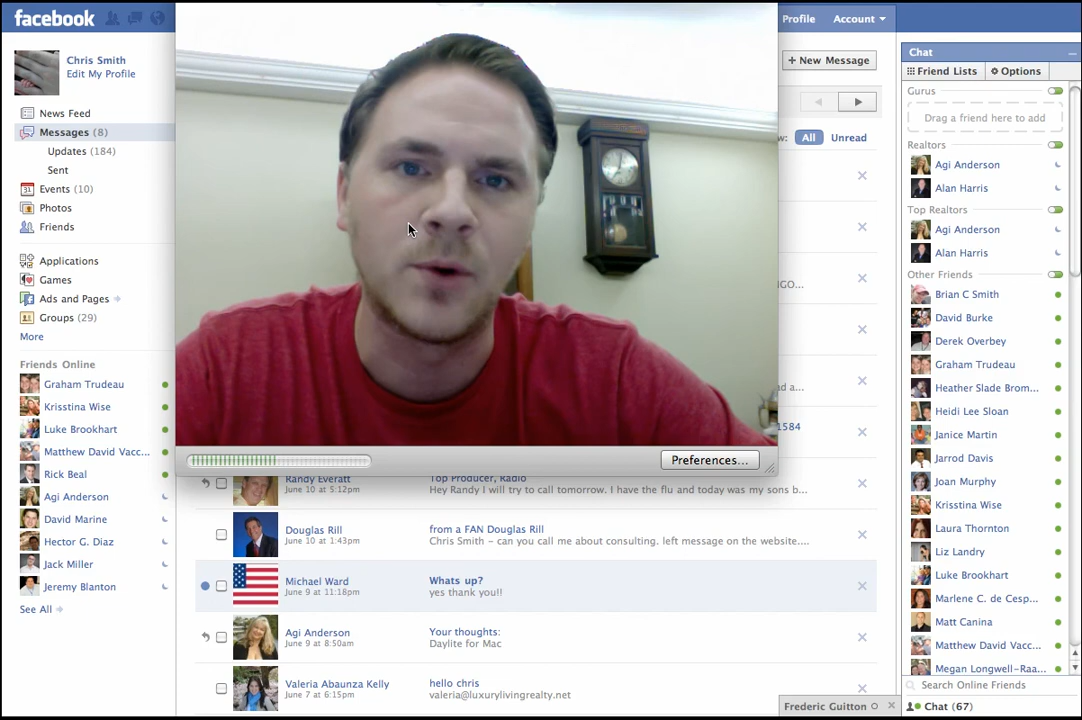 facebook
Profile
Account
Chris Smith
Edit My Profile
News Feed
Messages (8)
Updates (184)
Sent
Events (10)
Photos
Friends
Applications
Games
Ads and Pages
Groups (29)
More
Friends Online
Graham Trudeau
Krisstina Wise
Luke Brookhart
Matthew David Vacc...
Rick Beal
Agi Anderson
David Marine
Hector G. Diaz
Jack Miller
Jeremy Blanton
See All
+ New Message
All
Unread
1584
Preferences...
Randy Everatt
June 10 at 5:12pm
Top Producer, Radio
Hey Randy I will try to call tomorrow. I have the flu and today was my sons b...
Douglas Rill
June 10 at 1:43pm
from a FAN Douglas Rill
Chris Smith - can you call me about consulting. left message on the website....
Michael Ward
June 9 at 11:18pm
Whats up?
yes thank you!!
Agi Anderson
June 9 at 8:50am
Your thoughts:
Daylite for Mac
Valeria Abaunza Kelly
June 7 at 6:15pm
hello chris
valeria@luxurylivingrealty.net
Chat
Friend Lists
Options
Gurus
Drag a friend here to add
Realtors
Agi Anderson
Alan Harris
Top Realtors
Agi Anderson
Alan Harris
Other Friends
Brian C Smith
David Burke
Derek Overbey
Graham Trudeau
Heather Slade Brom...
Heidi Lee Sloan
Janice Martin
Jarrod Davis
Joan Murphy
Krisstina Wise
Laura Thornton
Liz Landry
Luke Brookhart
Marlene C. de Cesp...
Matt Canina
Matthew David Vacc...
Megan Longwell-Raa...
Search Online Friends
Frederic Guitton
Chat (67)